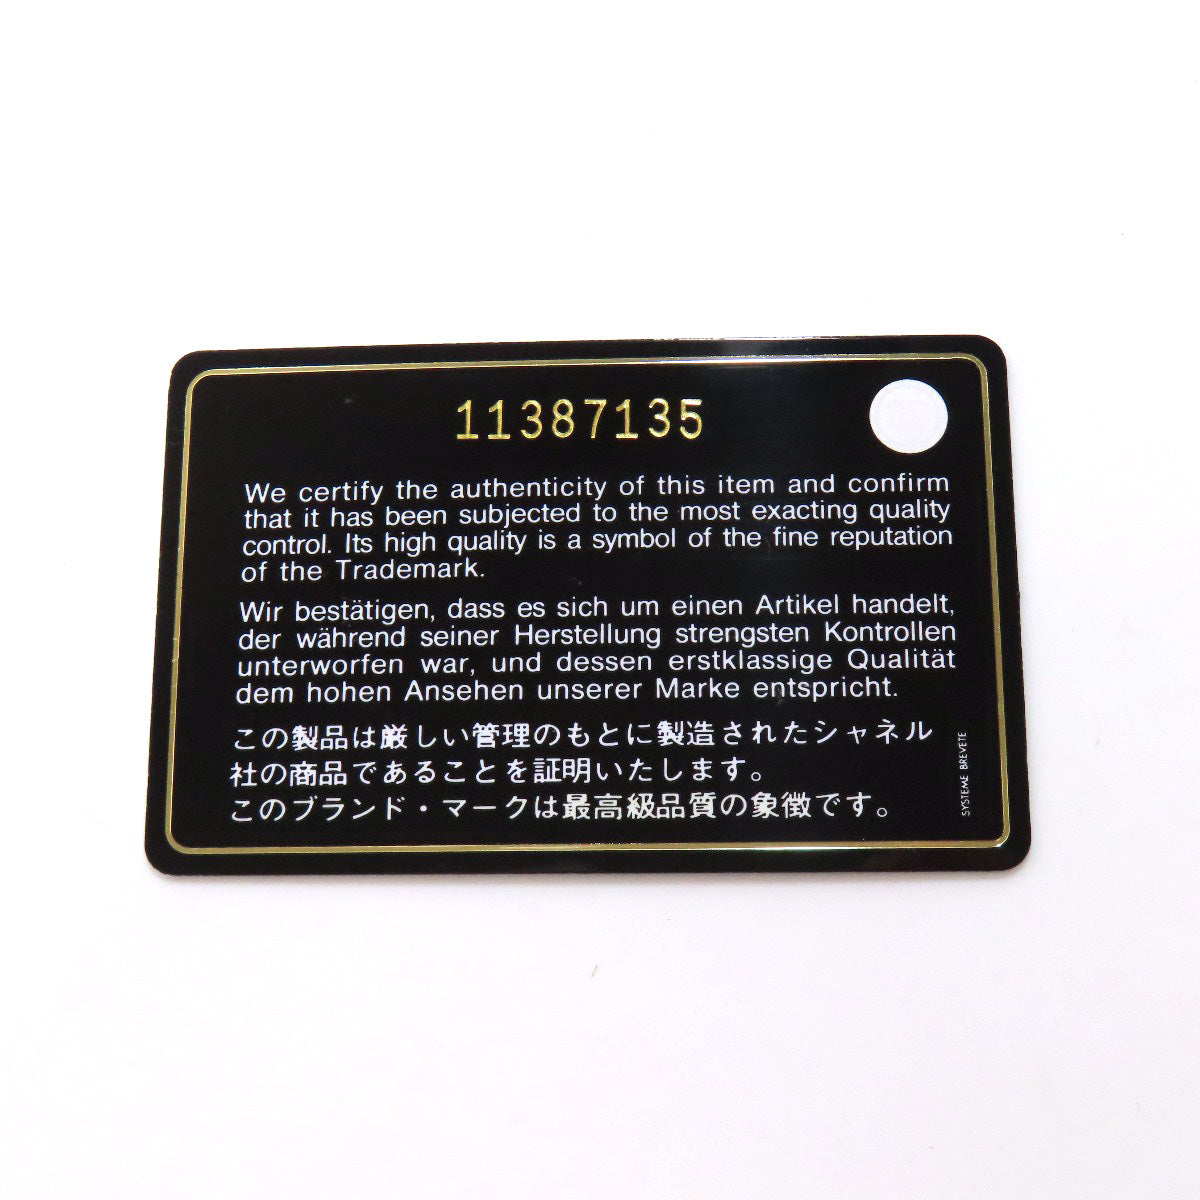 11387135
We certify the authenticity of this item and confirm
that it has been subjected to the most exacting quality
control. Its high quality is a symbol of the fine reputation
of the Trademark.
Wir bestätigen, dass es sich um einen Artikel handelt,
der während seiner Herstellung strengsten Kontrollen
unterworfen war, und dessen erstklassige Qualität
dem hohen Ansehen unserer Marke entspricht.
この製品は厳しい管理のもとに製造されたシャネル
社の商品であることを証明いたします。
このブランド・マークは最高級品質の象徴です。
SYSTEME BREVETE